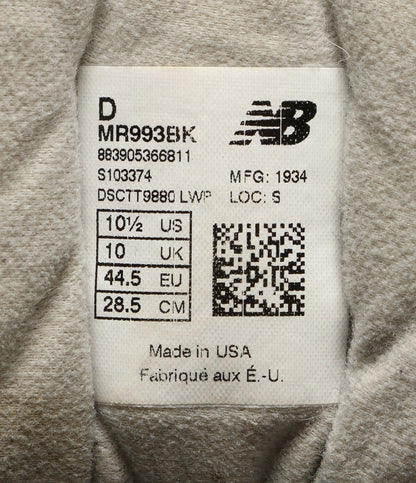 D
NB
MR993BK
883905366811
S103374 MFG: 1934
DSCTT9880 LWP LOC: S
10½ US
10 UK
44.5 EU
28.5 CM
Made in USA
Fabriqué aux É.-U.